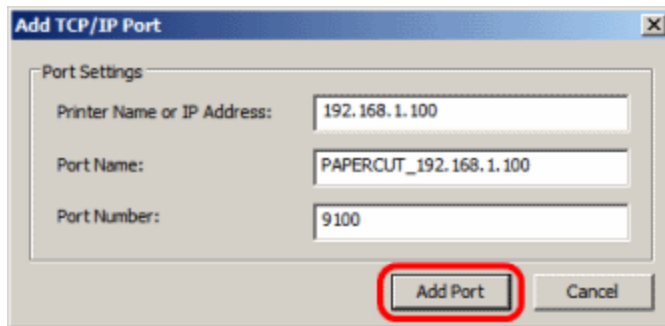 Add TCP/IP Port
Port Settings
Printer Name or IP Address: 192.168.1.100
Port Name: PAPERCUT_192.168.1.100
Port Number: 9100
Add Port Cancel